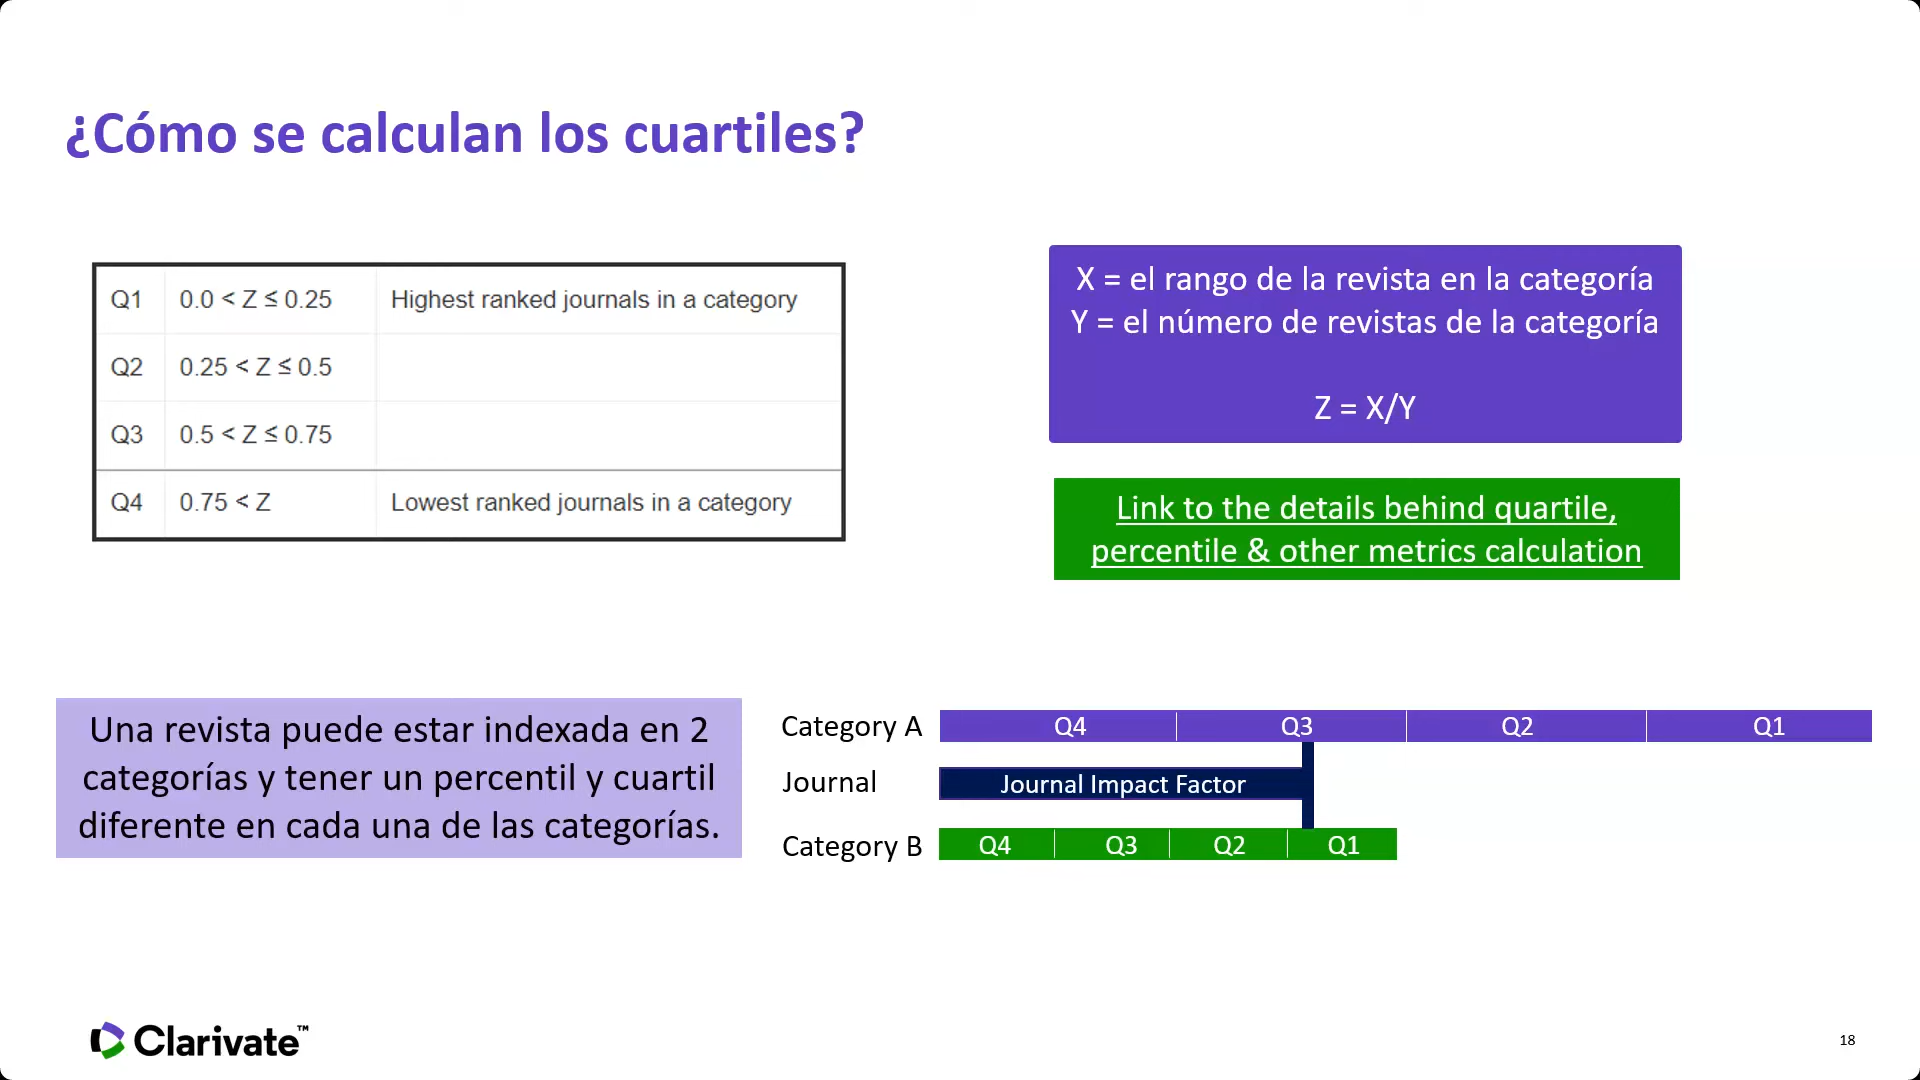 ¿Cómo se calculan los cuartiles?
Q1 0.0 < Z ≤ 0.25 Highest ranked journals in a category
Q2 0.25 < Z ≤ 0.5
Q3 0.5 < Z ≤ 0.75
Q4 0.75 < Z Lowest ranked journals in a category
X = el rango de la revista en la categoría
Y = el número de revistas de la categoría
Z = X/Y
Link to the details behind quartile,
percentile & other metrics calculation
Una revista puede estar indexada en 2
categorías y tener un percentil y cuartil
diferente en cada una de las categorías.
Category A Q4 Q3 Q2 Q1
Journal Journal Impact Factor
Category B Q4 Q3 Q2 Q1
Clarivate™
18